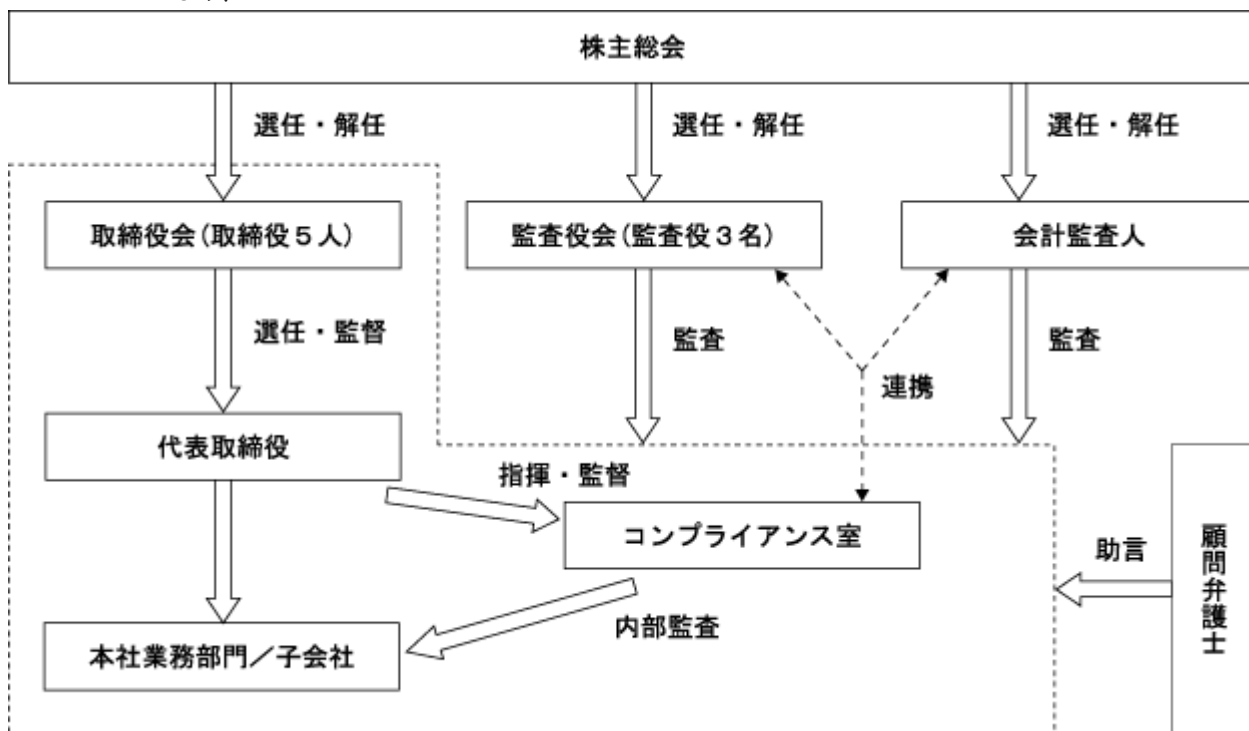 株主総会
選任・解任
選任・解任
選任・解任
取締役会(取締役5人)
監査役会(監査役3名)
会計監査人
選任・監督
監査
監査
連携
代表取締役
指揮・監督
コンプライアンス室
助言
顧問弁護士
内部監査
本社業務部門/子会社